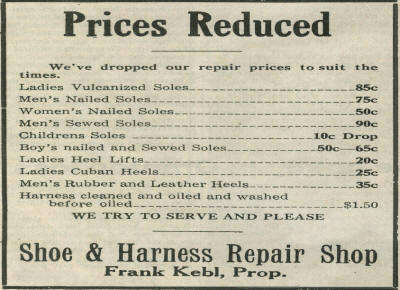 Prices Reduced
We've dropped our repair prices to suit the
times.
Ladies Vulcanized Soles 85c
Men's Nailed Soles 75c
Women's Nailed Soles 50c
Men's Sewed Soles 90c
Childrens Soles 10c Drop
Boy's nailed and Sewed Soles 50c—65c
Ladies Heel Lifts 20c
Ladies Cuban Heels 25c
Men's Rubber and Leather Heels 35c
Harness cleaned and oiled and washed
before oiled $1.50
WE TRY TO SERVE AND PLEASE
Shoe & Harness Repair Shop
Frank Kebl, Prop.